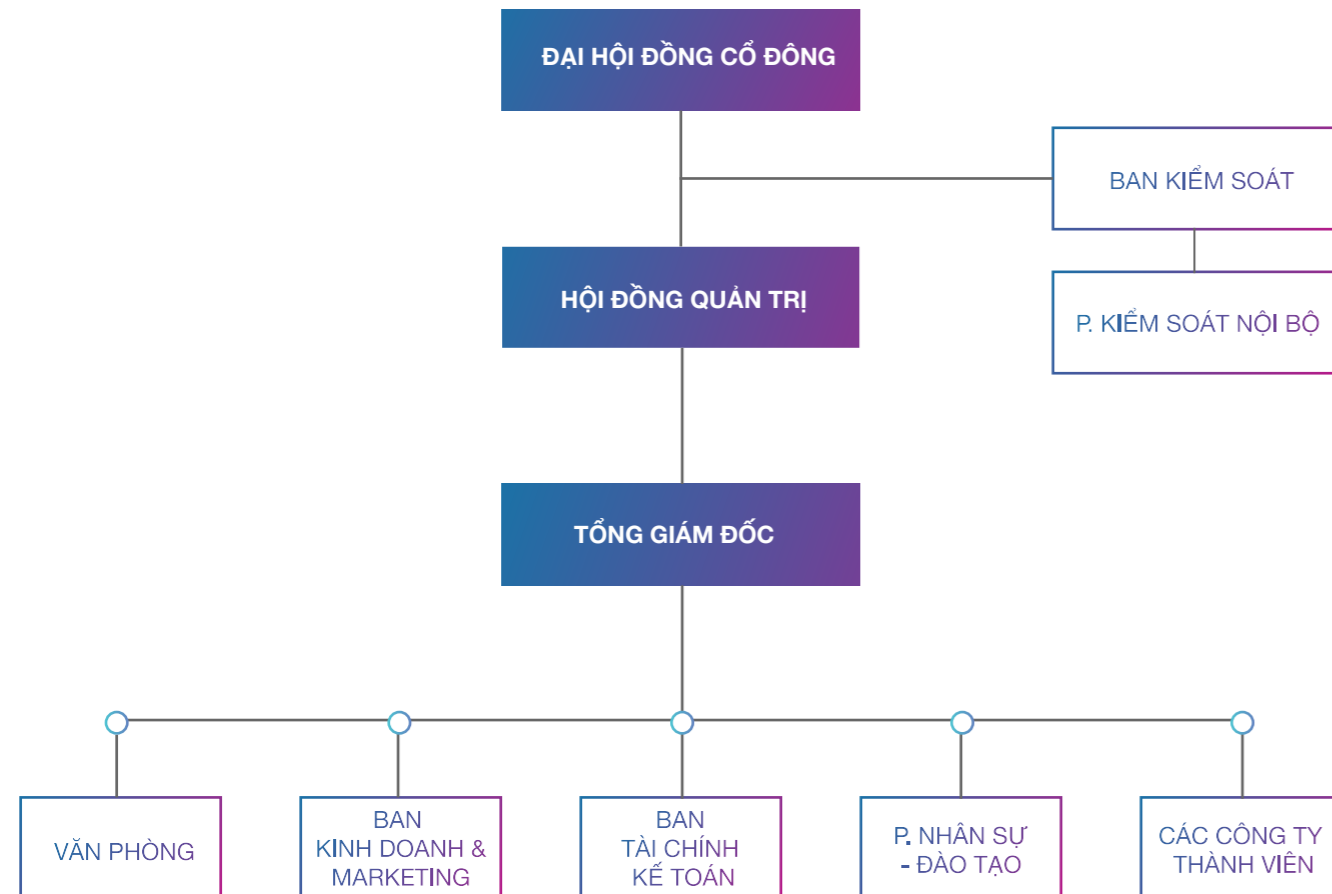 ĐẠI HỘI ĐỒNG CỔ ĐÔNG
BAN KIỂM SOÁT
HỘI ĐỒNG QUẢN TRỊ
P. KIỂM SOÁT NỘI BỘ
TỔNG GIÁM ĐỐC
VĂN PHÒNG
BAN
KINH DOANH &
MARKETING
BAN
TÀI CHÍNH
KẾ TOÁN
P. NHÂN SỰ
- ĐÀO TẠO
CÁC CÔNG TY
THÀNH VIÊN